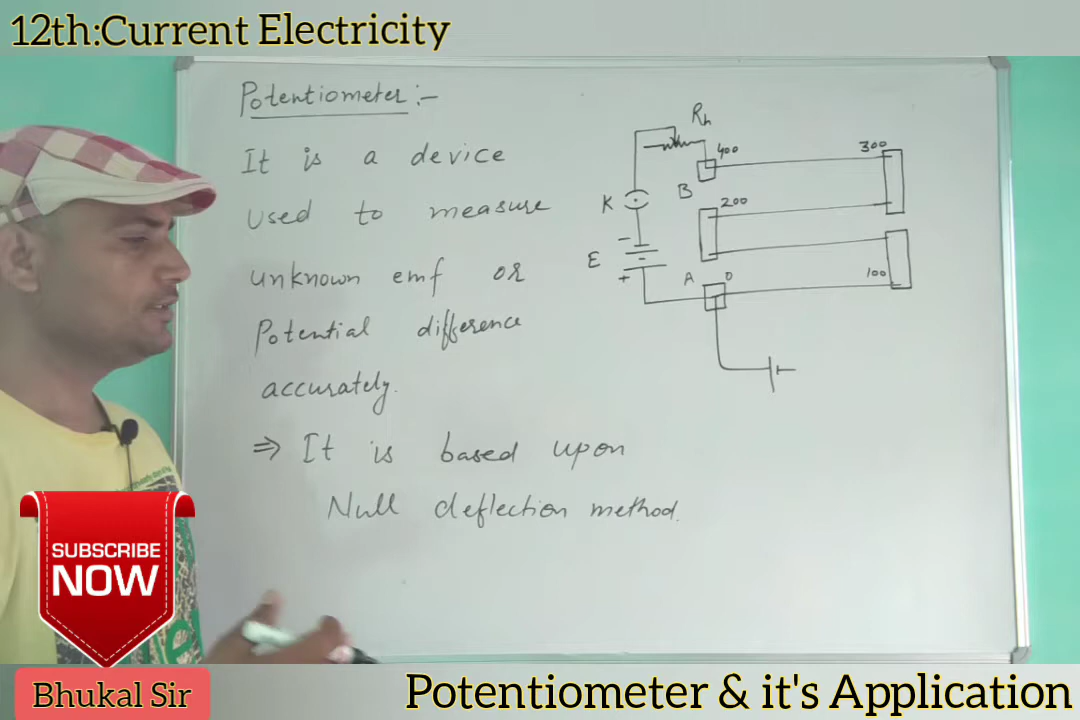 12th:Current Electricity
Potentiometer :-
It is a device
used to measure
unknown emf or
Potential difference
accurately.
⇒ It is based upon
Null deflection method.
Rh
400
300
B
K
200
E
-
+
A
0
100
SUBSCRIBE
NOW
Bhukal Sir
Potentiometer & it's Application